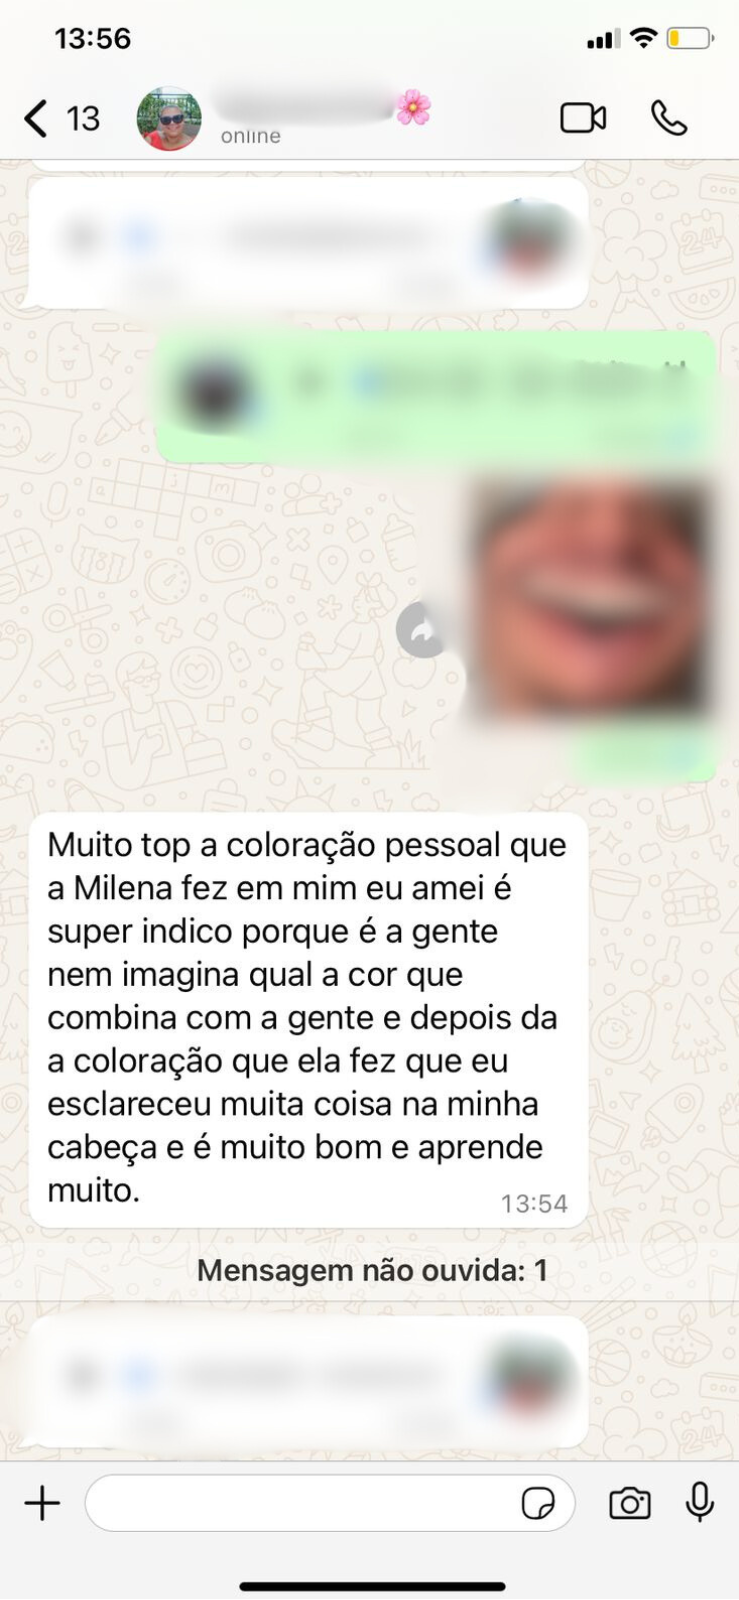 13:56
13
online
Muito top a coloração pessoal que
a Milena fez em mim eu amei é
super indico porque é a gente
nem imagina qual a cor que
combina com a gente e depois da
a coloração que ela fez que eu
esclareceu muita coisa na minha
cabeça e é muito bom e aprende
muito.
13:54
Mensagem não ouvida: 1